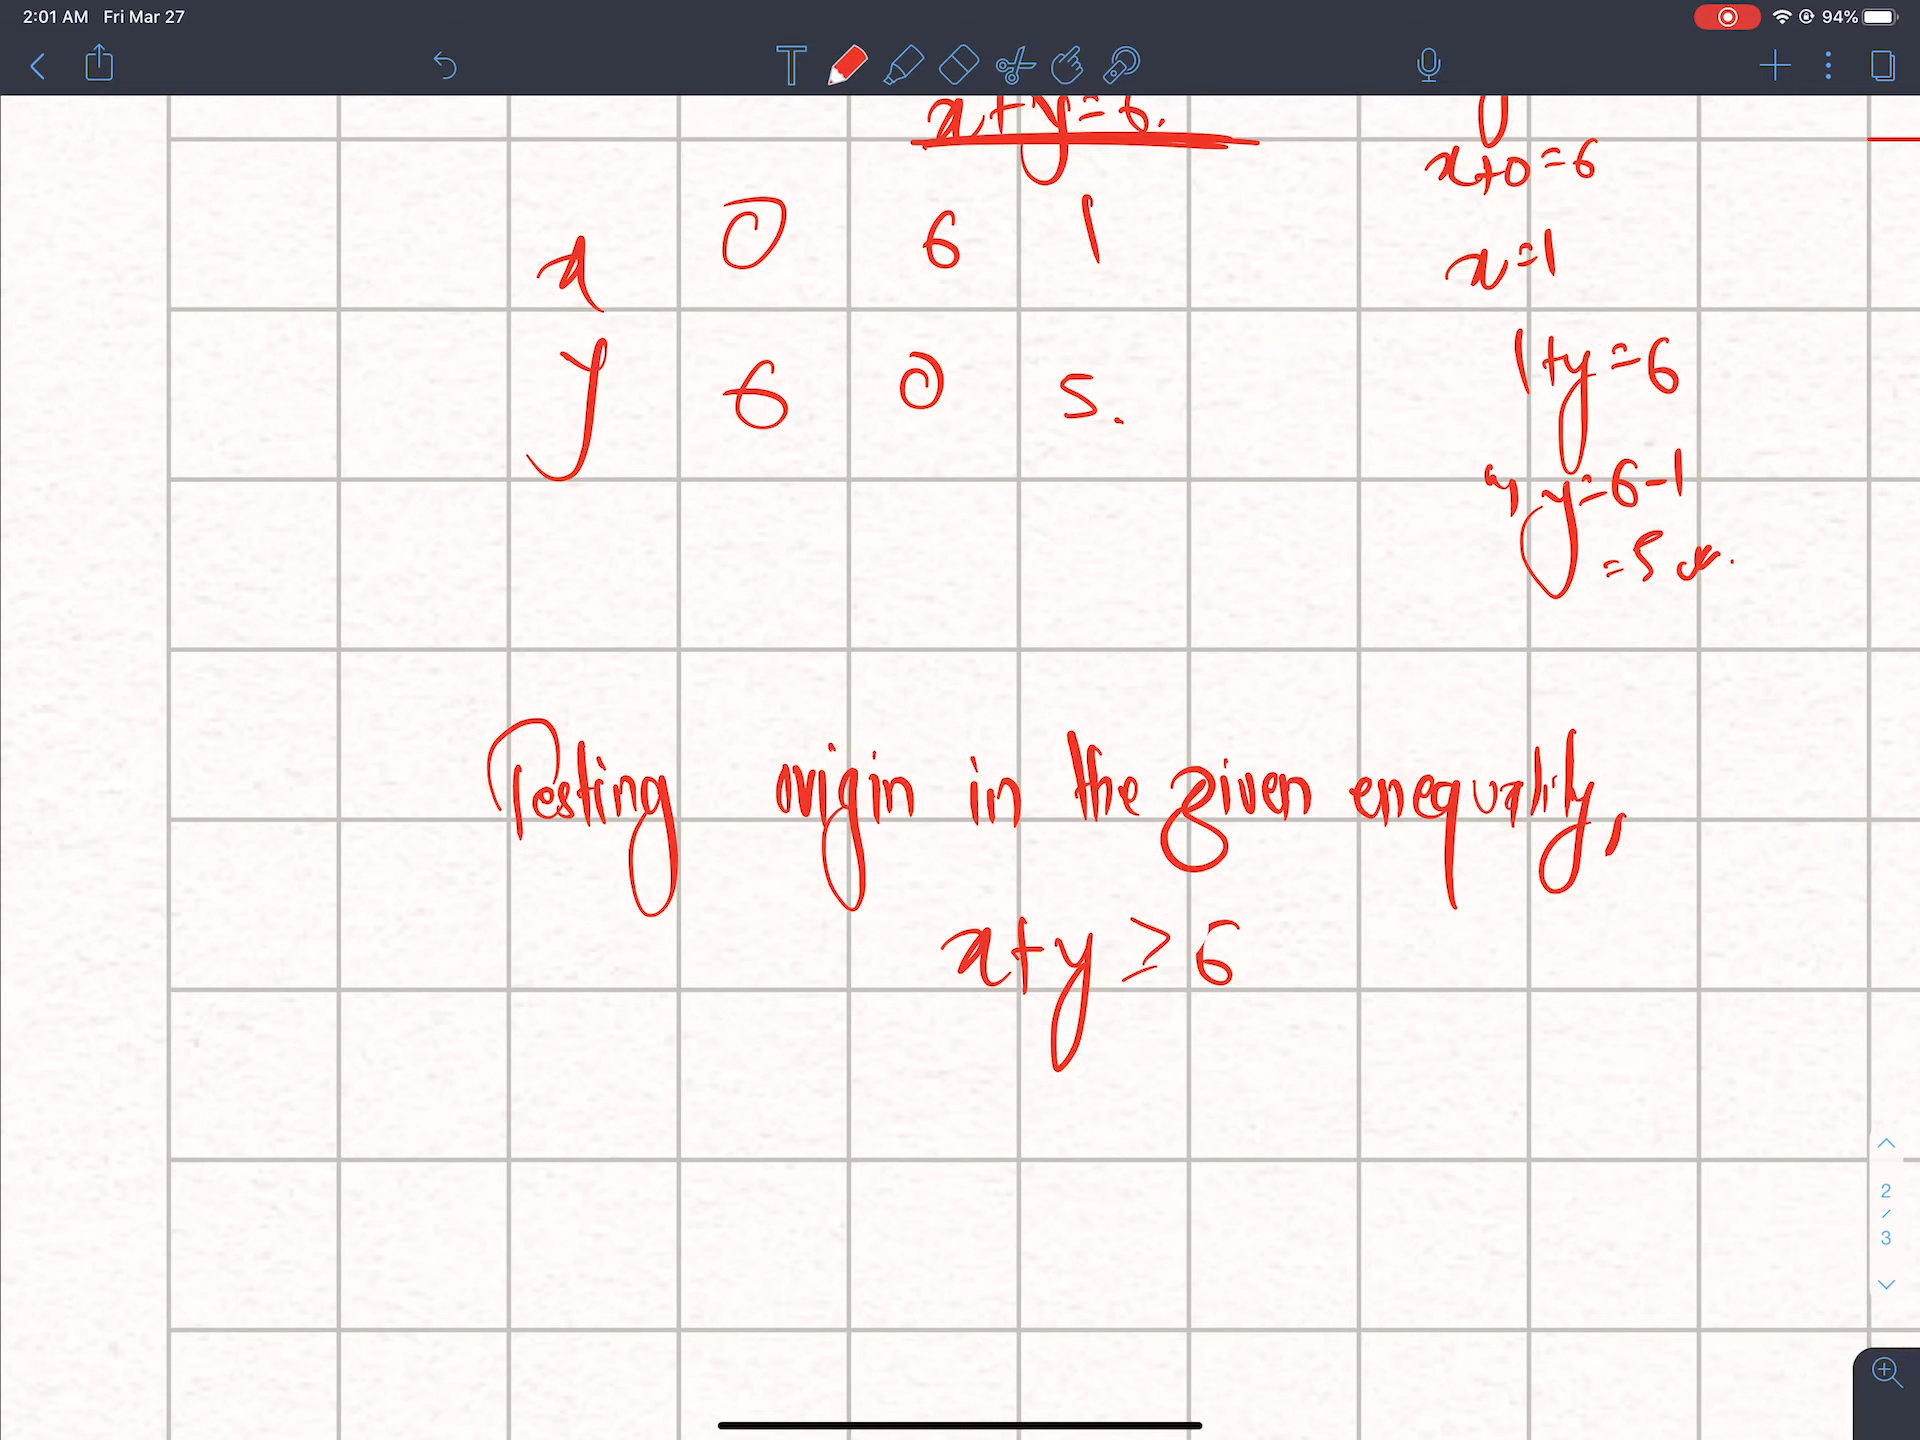 2:01 AM Fri Mar 27
94%
x+y=6.
x+0=6
x 0 6 1
x=1
y 6 0 5.
1+y=6
y=6-1
=5
Testing origin in the given enequality,
x+y ≥ 6
2
/
3